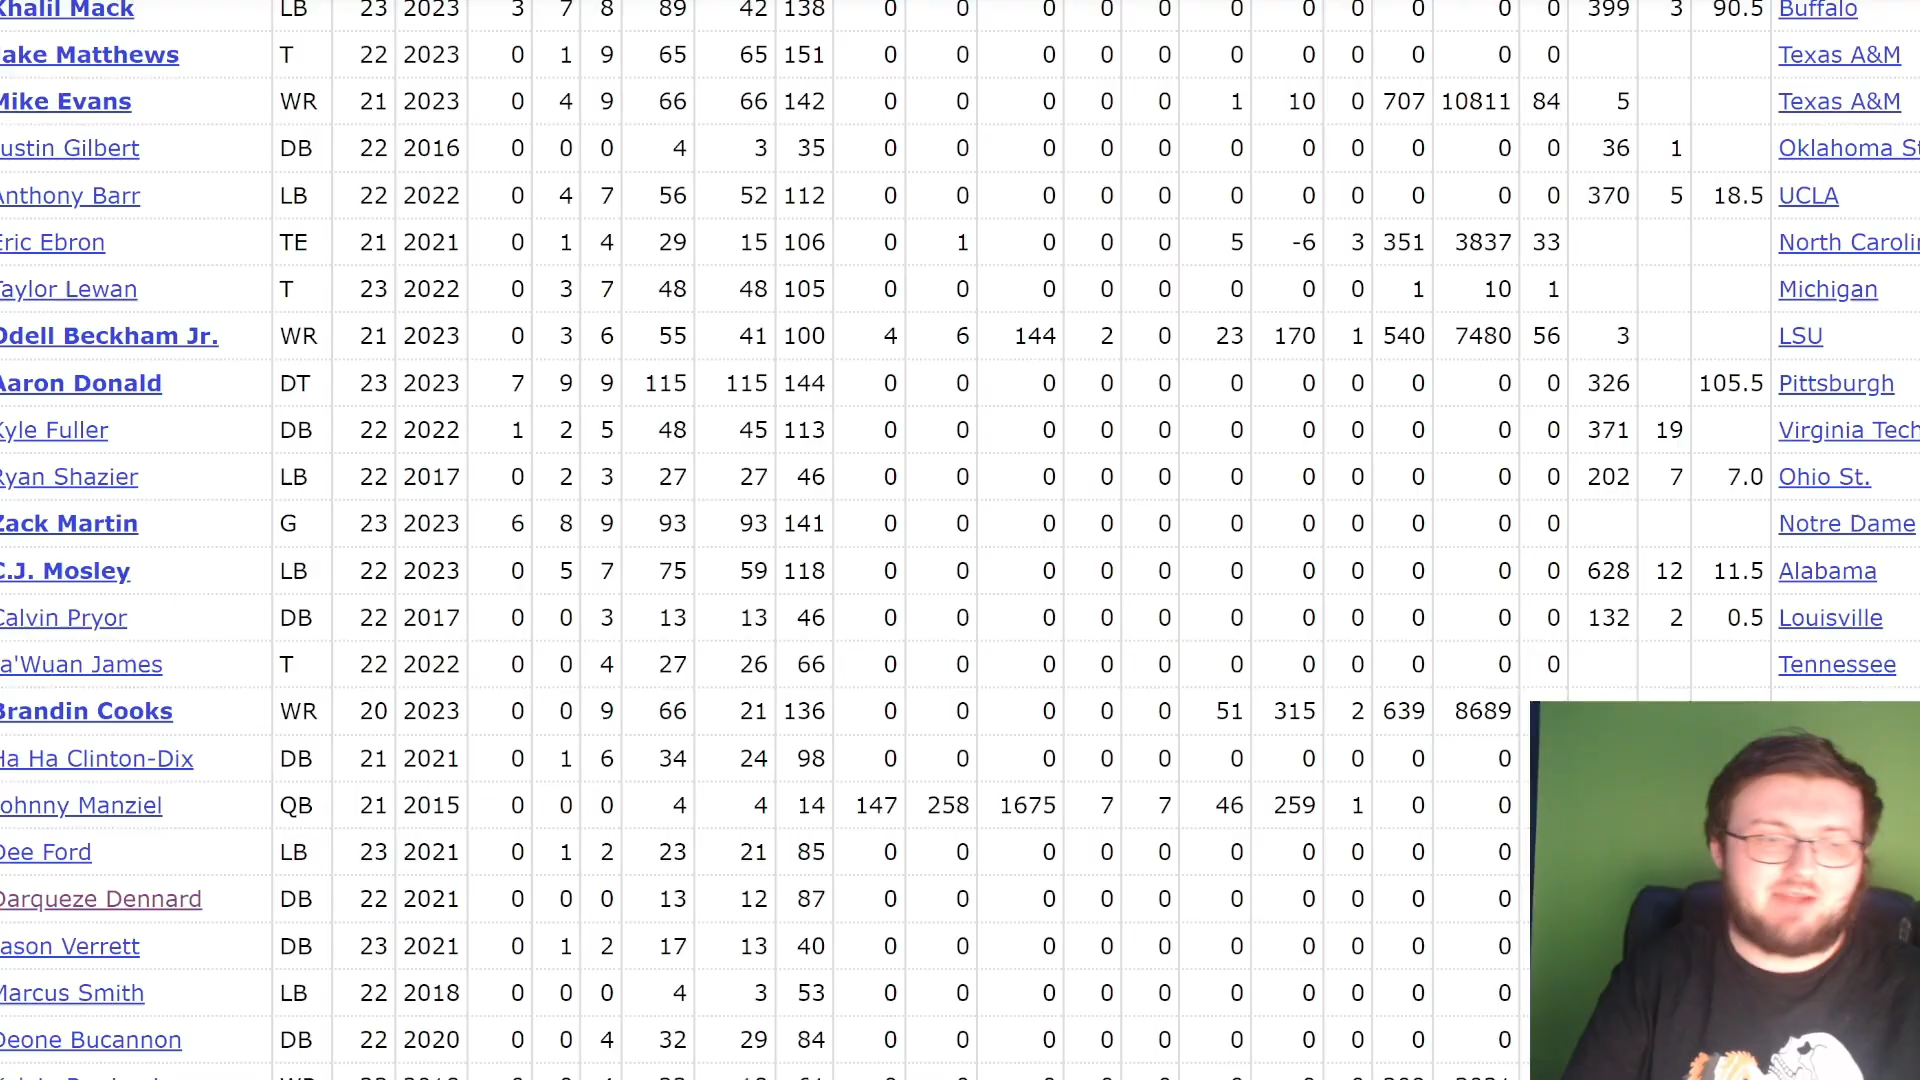 Khalil Mack LB 23 2023 3 7 8 89 42 138 0 0 0 0 0 0 0 0 0 0 0 399 3 90.5 Buffalo
Jake Matthews T 22 2023 0 1 9 65 65 151 0 0 0 0 0 0 0 0 0 0 0 Texas A&M
Mike Evans WR 21 2023 0 4 9 66 66 142 0 0 0 0 0 1 10 0 707 10811 84 5 Texas A&M
Justin Gilbert DB 22 2016 0 0 0 4 3 35 0 0 0 0 0 0 0 0 0 0 0 36 1 Oklahoma St
Anthony Barr LB 22 2022 0 4 7 56 52 112 0 0 0 0 0 0 0 0 0 0 0 370 5 18.5 UCLA
Eric Ebron TE 21 2021 0 1 4 29 15 106 0 1 0 0 0 5 -6 3 351 3837 33 North Carolin
Taylor Lewan T 23 2022 0 3 7 48 48 105 0 0 0 0 0 0 0 0 1 10 1 Michigan
Odell Beckham Jr. WR 21 2023 0 3 6 55 41 100 4 6 144 2 0 23 170 1 540 7480 56 3 LSU
Aaron Donald DT 23 2023 7 9 9 115 115 144 0 0 0 0 0 0 0 0 0 0 0 326 105.5 Pittsburgh
Kyle Fuller DB 22 2022 1 2 5 48 45 113 0 0 0 0 0 0 0 0 0 0 0 371 19 Virginia Tech
Ryan Shazier LB 22 2017 0 2 3 27 27 46 0 0 0 0 0 0 0 0 0 0 0 202 7 7.0 Ohio St.
Zack Martin G 23 2023 6 8 9 93 93 141 0 0 0 0 0 0 0 0 0 0 0 Notre Dame
C.J. Mosley LB 22 2023 0 5 7 75 59 118 0 0 0 0 0 0 0 0 0 0 0 628 12 11.5 Alabama
Calvin Pryor DB 22 2017 0 0 3 13 13 46 0 0 0 0 0 0 0 0 0 0 0 132 2 0.5 Louisville
Ja'Wuan James T 22 2022 0 0 4 27 26 66 0 0 0 0 0 0 0 0 0 0 0 Tennessee
Brandin Cooks WR 20 2023 0 0 9 66 21 136 0 0 0 0 0 51 315 2 639 8689
Ha Ha Clinton-Dix DB 21 2021 0 1 6 34 24 98 0 0 0 0 0 0 0 0 0 0
Johnny Manziel QB 21 2015 0 0 0 4 4 14 147 258 1675 7 7 46 259 1 0 0
Dee Ford LB 23 2021 0 1 2 23 21 85 0 0 0 0 0 0 0 0 0 0
Darqueze Dennard DB 22 2021 0 0 0 13 12 87 0 0 0 0 0 0 0 0 0 0
Jason Verrett DB 23 2021 0 1 2 17 13 40 0 0 0 0 0 0 0 0 0 0
Marcus Smith LB 22 2018 0 0 0 4 3 53 0 0 0 0 0 0 0 0 0 0
Deone Bucannon DB 22 2020 0 0 4 32 29 84 0 0 0 0 0 0 0 0 0 0